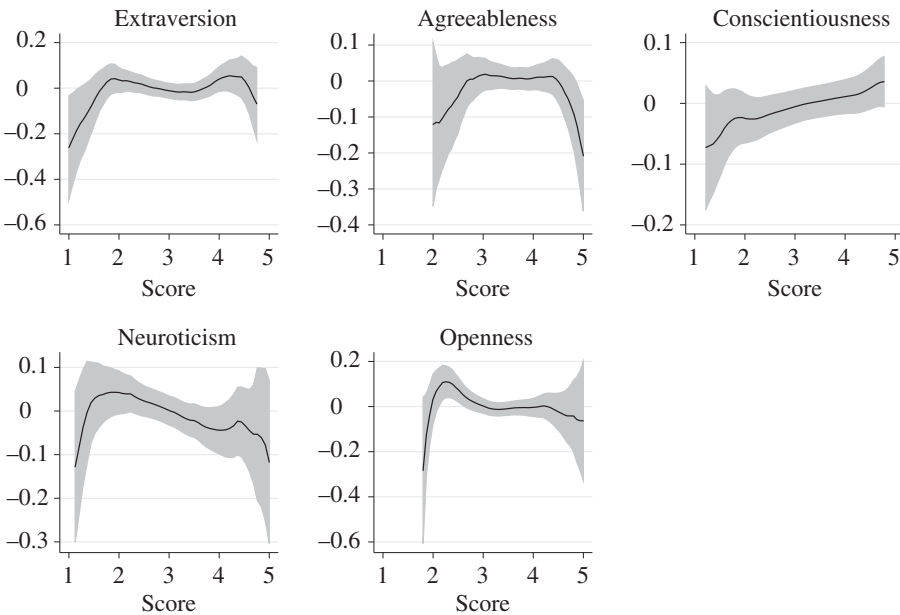 Extraversion
0.2
0
–0.2
–0.4
–0.6
1 2 3 4 5
Score
Agreeableness
0.1
0
–0.1
–0.2
–0.3
–0.4
1 2 3 4 5
Score
Conscientiousness
0.1
0
–0.1
–0.2
1 2 3 4 5
Score
Neuroticism
0.1
0
–0.1
–0.2
–0.3
1 2 3 4 5
Score
Openness
0.2
0
–0.2
–0.4
–0.6
1 2 3 4 5
Score